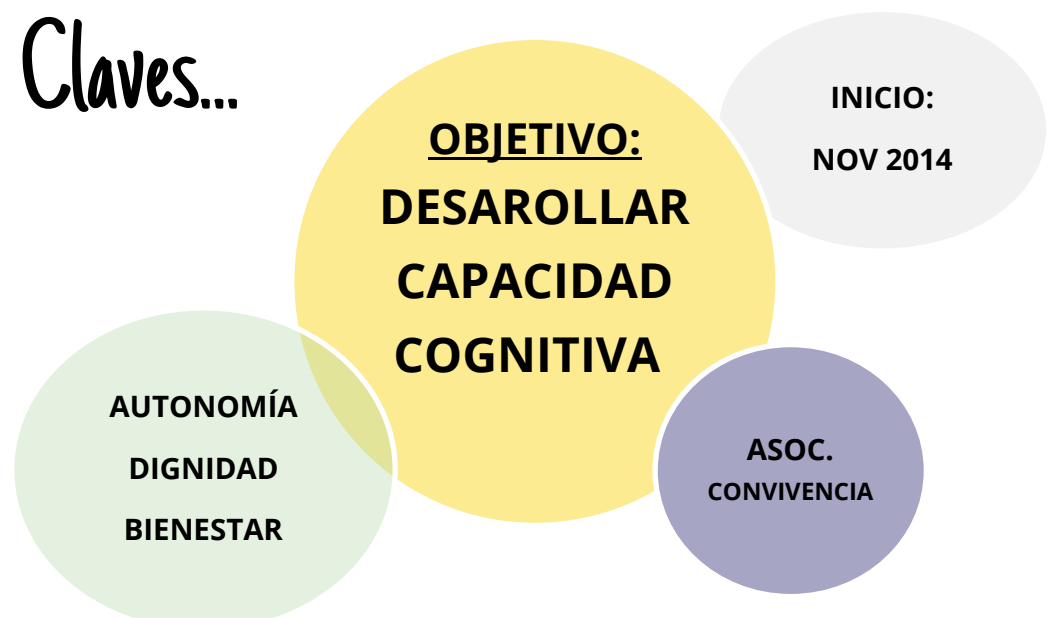 Claves...
OBJETIVO:
DESAROLLAR
CAPACIDAD
COGNITIVA
INICIO:
NOV 2014
AUTONOMÍA
DIGNIDAD
BIENESTAR
ASOC.
CONVIVENCIA